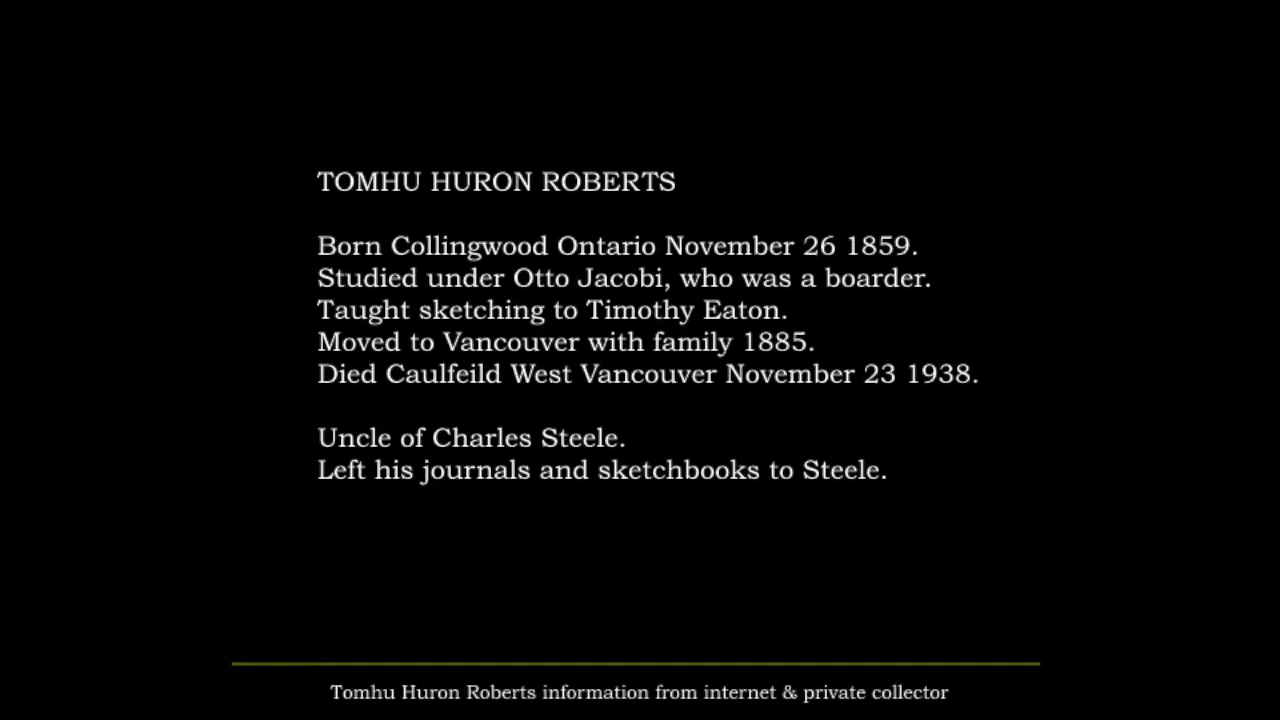 TOMHU HURON ROBERTS
Born Collingwood Ontario November 26 1859.
Studied under Otto Jacobi, who was a boarder.
Taught sketching to Timothy Eaton.
Moved to Vancouver with family 1885.
Died Caulfeild West Vancouver November 23 1938.
Uncle of Charles Steele.
Left his journals and sketchbooks to Steele.
Tomhu Huron Roberts information from internet & private collector